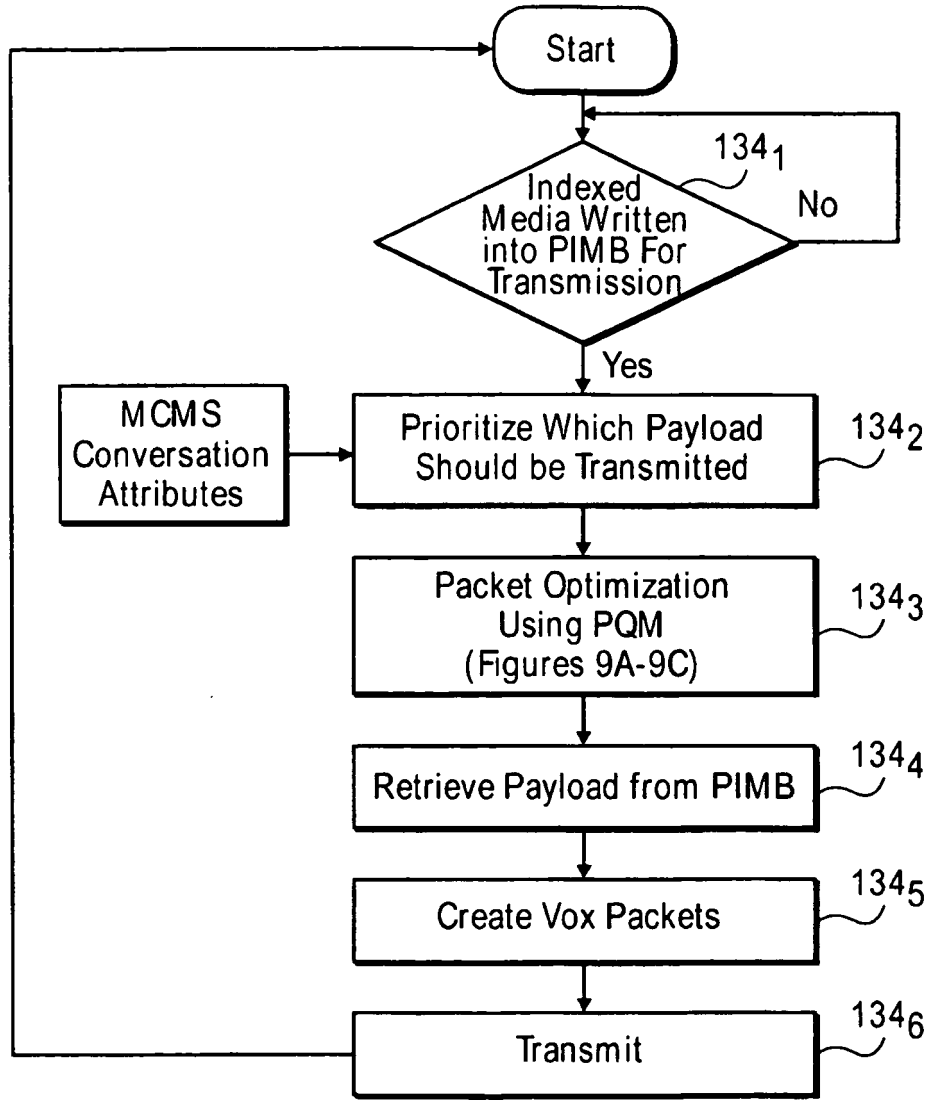 Start
134₁
Indexed
Media Written
into PIMB For
Transmission
No
Yes
MCMS
Conversation
Attributes
Prioritize Which Payload
Should be Transmitted
134₂
Packet Optimization
Using PQM
(Figures 9A-9C)
134₃
Retrieve Payload from PIMB
134₄
Create Vox Packets
134₅
Transmit
134₆